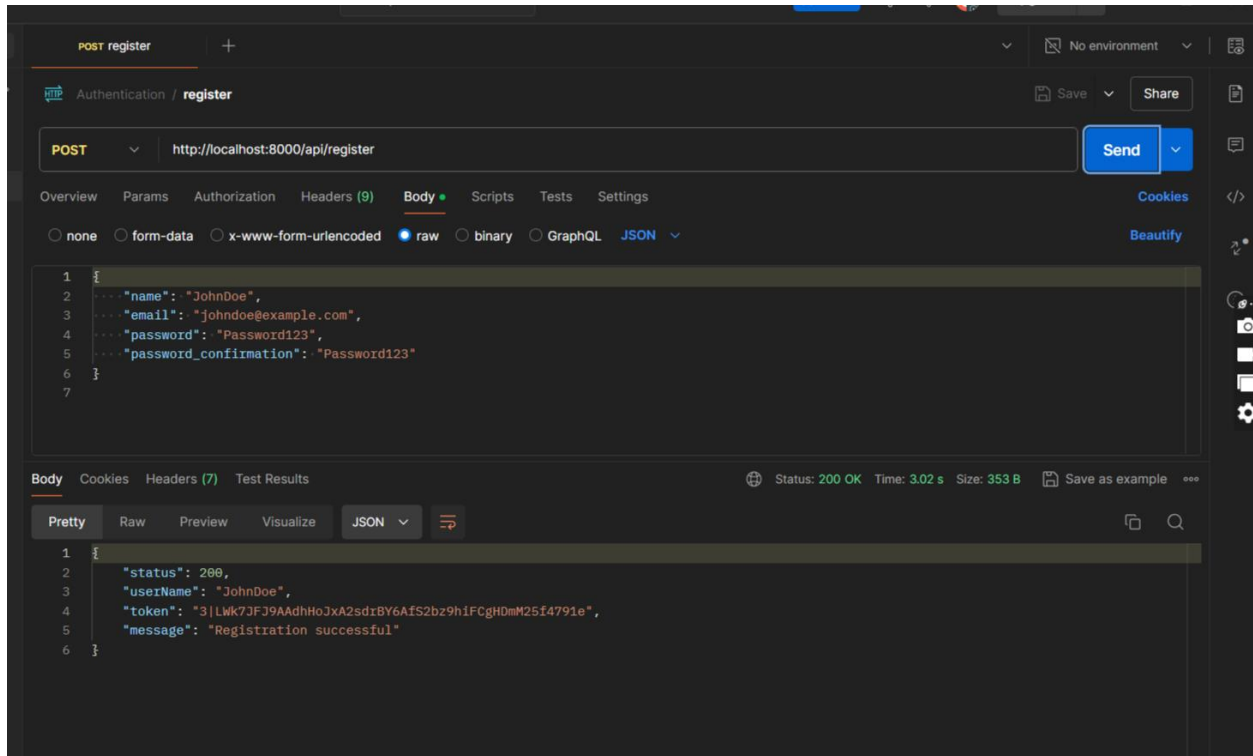 POST register
No environment
HTTP Authentication / register Save Share
POST http://localhost:8000/api/register Send
Overview Params Authorization Headers (9) Body Scripts Tests Settings Cookies
none form-data x-www-form-urlencoded raw binary GraphQL JSON Beautify
1 {
2 "name": "JohnDoe",
3 "email": "johndoe@example.com",
4 "password": "Password123",
5 "password_confirmation": "Password123"
6 }
7
Body Cookies Headers (7) Test Results Status: 200 OK Time: 3.02 s Size: 353 B Save as example
Pretty Raw Preview Visualize JSON
1 {
2 "status": 200,
3 "userName": "JohnDoe",
4 "token": "3|LWk7JFJ9AAdhHoJxA2sdrBY6AfS2bz9hiFCgHDmM25f4791e",
5 "message": "Registration successful"
6 }